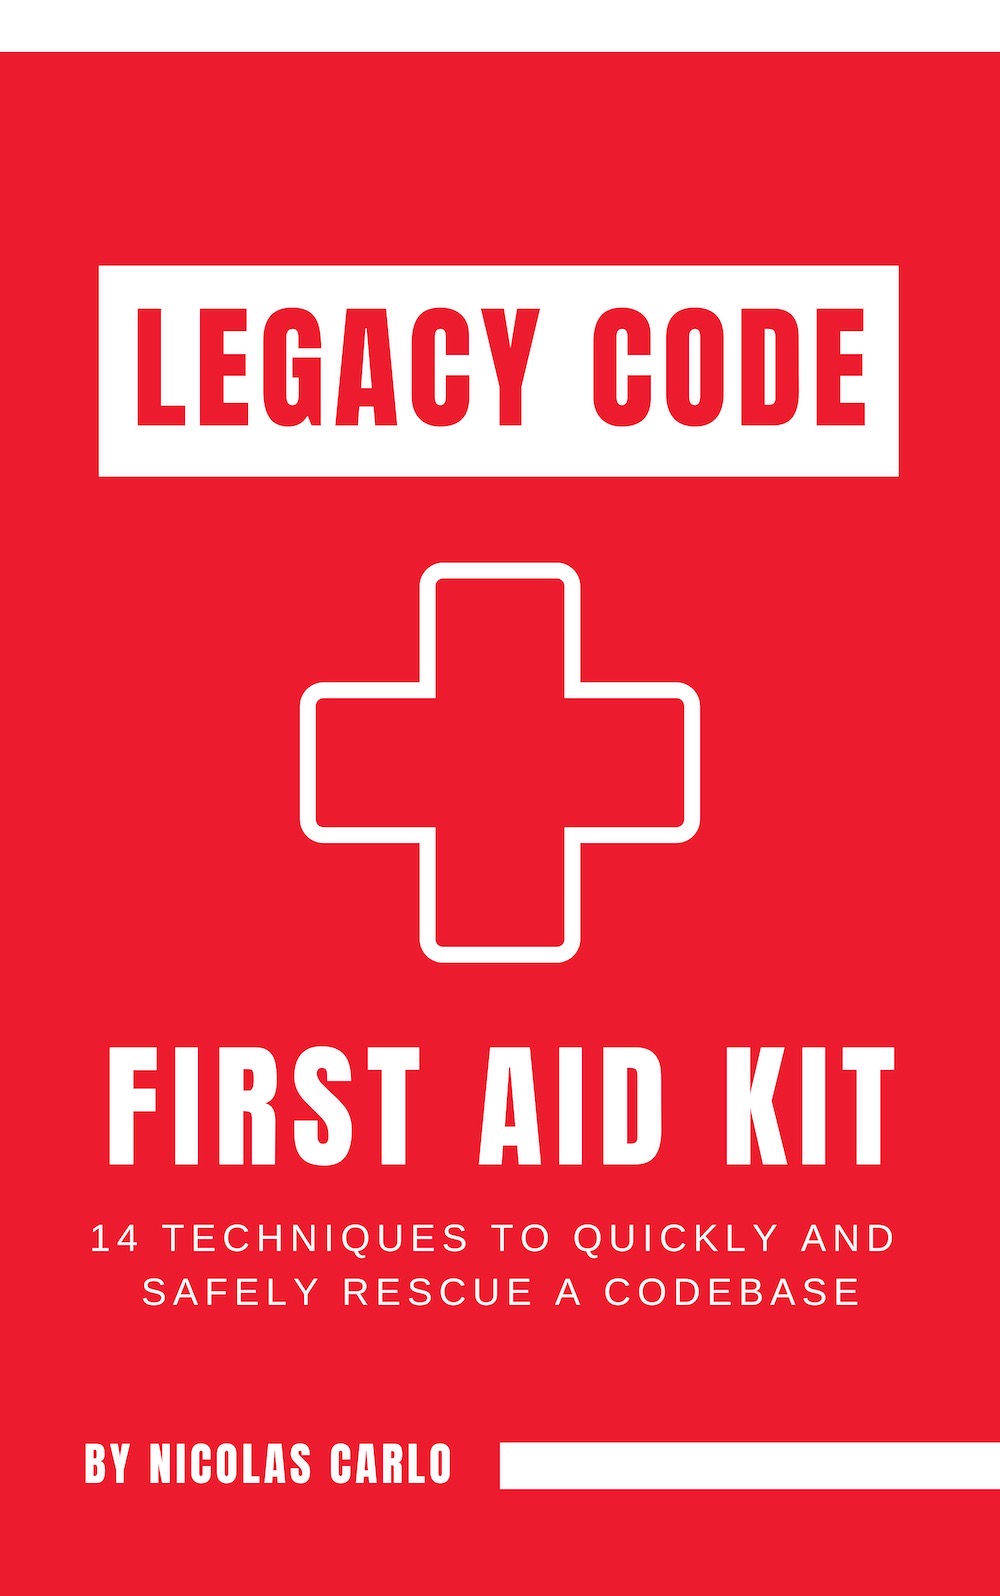 LEGACY CODE
FIRST AID KIT
14 TECHNIQUES TO QUICKLY AND
SAFELY RESCUE A CODEBASE
BY NICOLAS CARLO